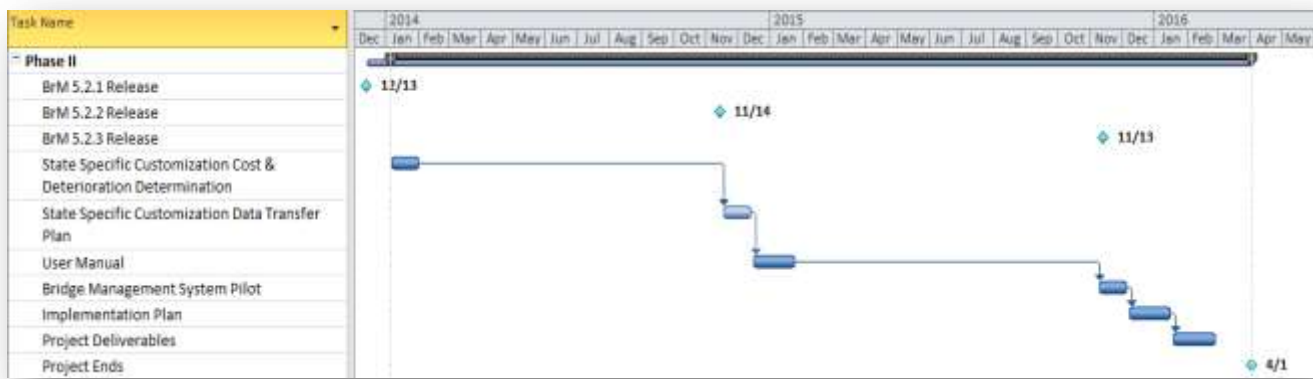 Task Name
2014 2015 2016
Dec Jan Feb Mar Apr May Jun Jul Aug Sep Oct Nov Dec Jan Feb Mar Apr May Jun Jul Aug Sep Oct Nov Dec Jan Feb Mar Apr May
Phase II
BrM 5.2.1 Release 12/13
BrM 5.2.2 Release 11/14
BrM 5.2.3 Release 11/13
State Specific Customization Cost &
Deterioration Determination
State Specific Customization Data Transfer
Plan
User Manual
Bridge Management System Pilot
Implementation Plan
Project Deliverables
Project Ends 4/1